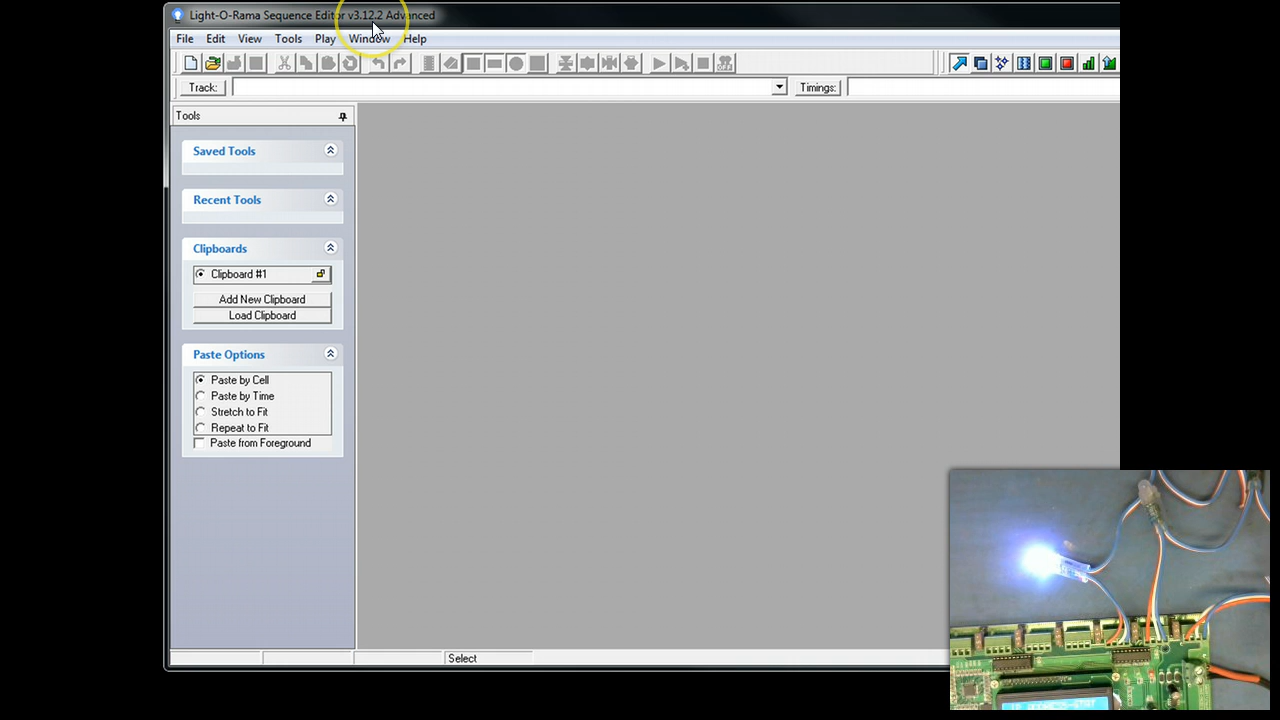 Light-O-Rama Sequence Editor v3.12.2 Advanced
File Edit View Tools Play Window Help
Track: Timings:
Tools
Saved Tools
Recent Tools
Clipboards
Clipboard #1
Add New Clipboard
Load Clipboard
Paste Options
Paste by Cell
Paste by Time
Stretch to Fit
Repeat to Fit
Paste from Foreground
Select